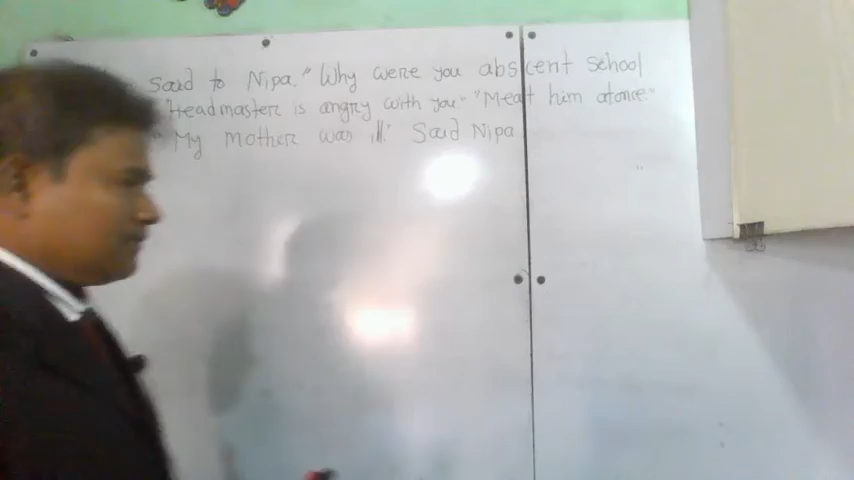 Said to Nipa. "Why were you abscent school
"Headmaster is angry with you" "Meat him atonce."
"My mother was ill." Said Nipa